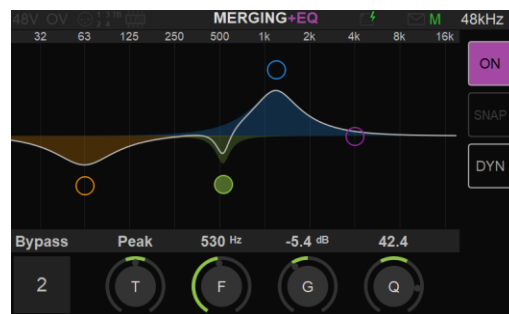 48V OV MERGING+EQ M 48kHz
32 63 125 250 500 1k 2k 4k 8k 16k
ON
SNAP
DYN
Bypass Peak 530 Hz -5.4 dB 42.4
2 T F G Q